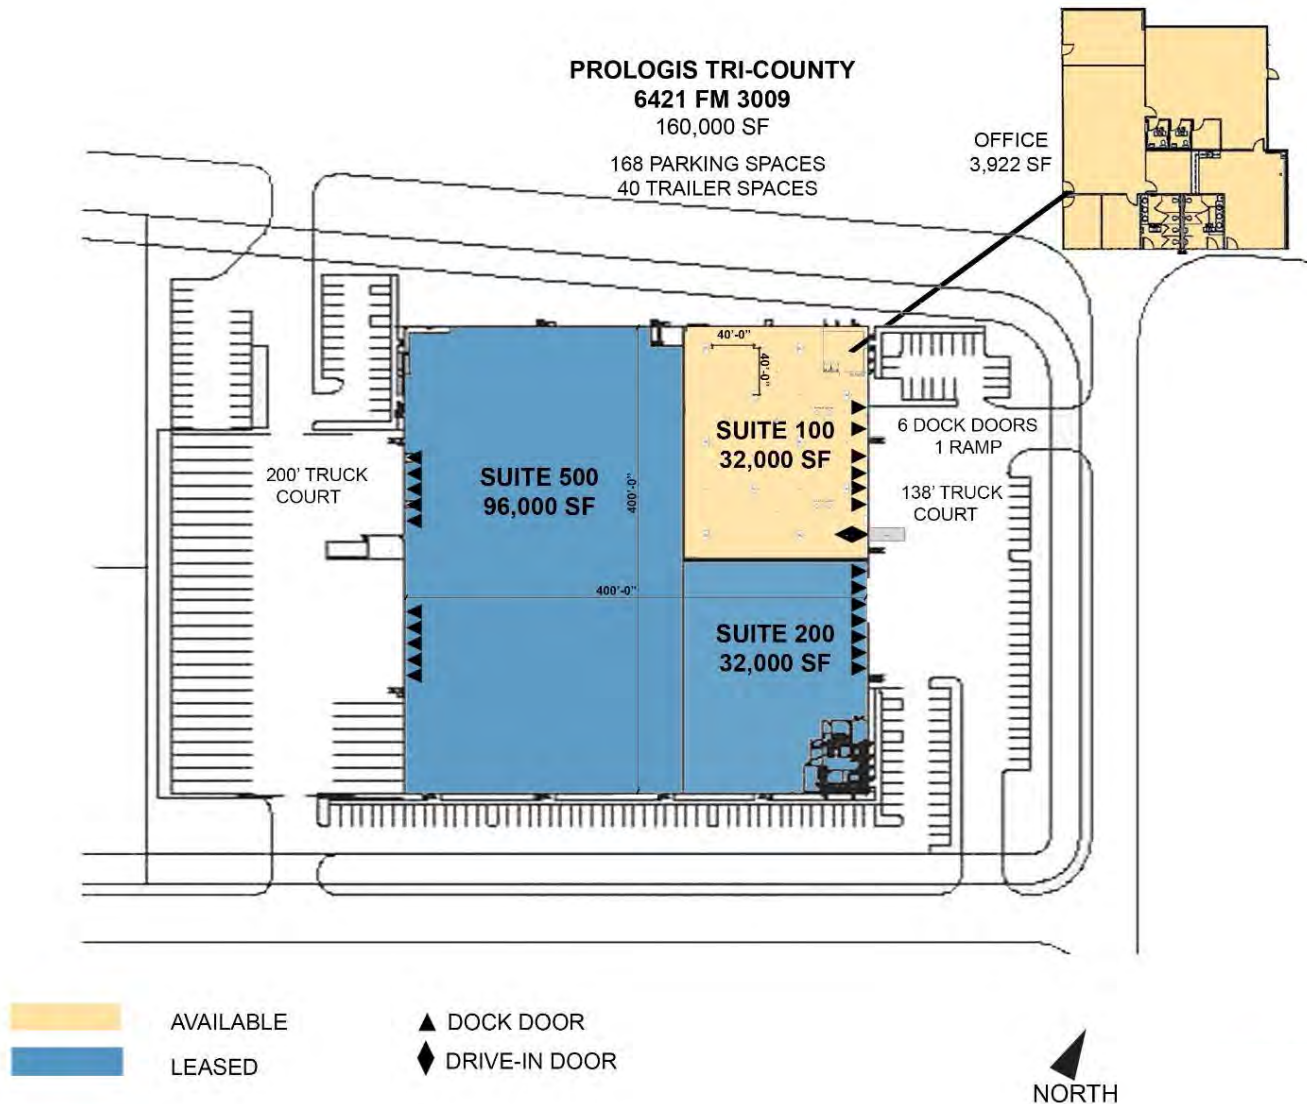 PROLOGIS TRI-COUNTY
6421 FM 3009
160,000 SF
168 PARKING SPACES
40 TRAILER SPACES
OFFICE
3,922 SF
40'-0"
40'-0"
SUITE 100
32,000 SF
6 DOCK DOORS
1 RAMP
200' TRUCK
COURT
SUITE 500
96,000 SF
400'-0"
138' TRUCK
COURT
400'-0"
SUITE 200
32,000 SF
AVAILABLE
LEASED
DOCK DOOR
DRIVE-IN DOOR
NORTH